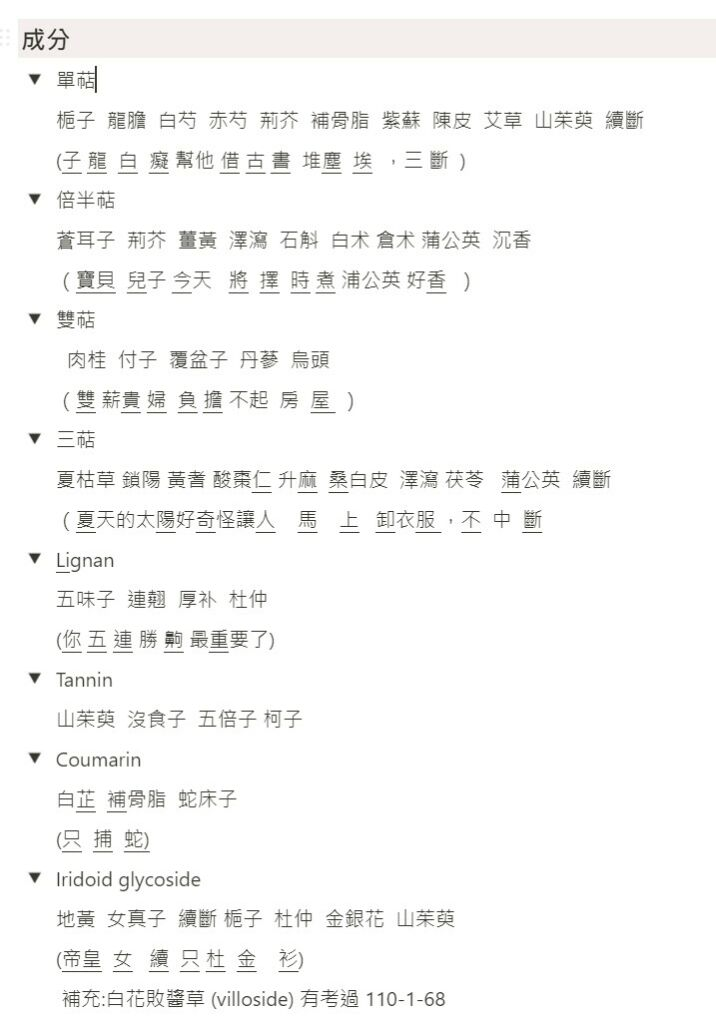 成分
單萜
梔子 龍膽 白芍 赤芍 荊芥 補骨脂 紫蘇 陳皮 艾草 山茱萸 續斷
(子 龍 白 癡 幫他 借 古 書 堆塵 埃 ，三 斷 )
倍半萜
蒼耳子 荊芥 薑黃 澤瀉 石斛 白术 倉术 蒲公英 沉香
( 寶貝 兒子 今天 將 擇 時 煮 浦公英 好香 )
雙萜
肉桂 付子 覆盆子 丹蔘 烏頭
( 雙 薪貴 婦 負 擔 不起 房 屋 )
三萜
夏枯草 鎖陽 黃耆 酸棗仁 升麻 桑白皮 澤瀉 茯苓 蒲公英 續斷
( 夏天的太陽好奇怪讓人 馬 上 卸衣服 ，不 中 斷
Lignan
五味子 連翹 厚补 杜仲
(你 五 連 勝 齁 最重要了)
Tannin
山茱萸 沒食子 五倍子 柯子
Coumarin
白芷 補骨脂 蛇床子
(只 捕 蛇)
Iridoid glycoside
地黃 女真子 續斷 梔子 杜仲 金銀花 山茱萸
(帝皇 女 續 只 杜 金 衫)
補充:白花敗醬草 (villoside) 有考過 110-1-68